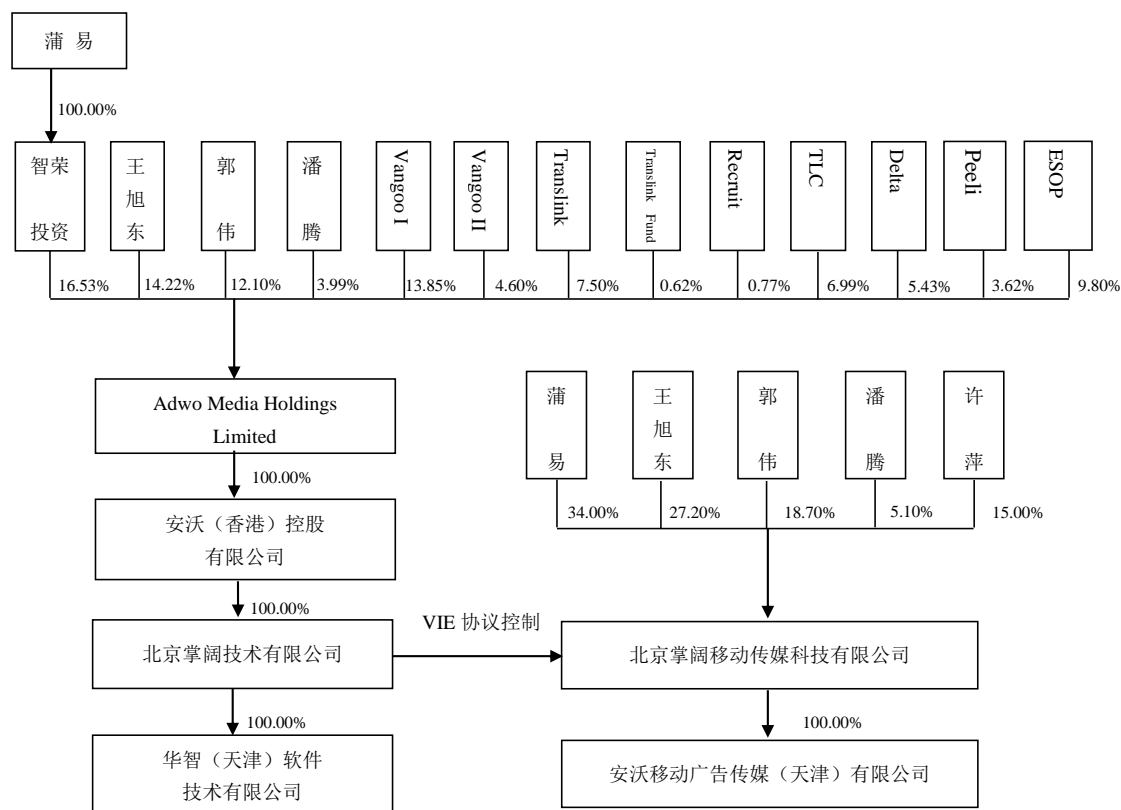 蒲 易
100.00%
智荣投资
王旭东
郭伟
潘腾
Vangoo I
Vangoo II
Translink
Translink Fund
Recruit
TLC
Delta
Peeli
ESOP
16.53%
14.22%
12.10%
3.99%
13.85%
4.60%
7.50%
0.62%
0.77%
6.99%
5.43%
3.62%
9.80%
Adwo Media Holdings
Limited
100.00%
安沃（香港）控股
有限公司
100.00%
蒲易
王旭东
郭伟
潘腾
许萍
34.00%
27.20%
18.70%
5.10%
15.00%
北京掌阔技术有限公司
VIE 协议控制
北京掌阔移动传媒科技有限公司
100.00%
100.00%
华智（天津）软件
技术有限公司
安沃移动广告传媒（天津）有限公司